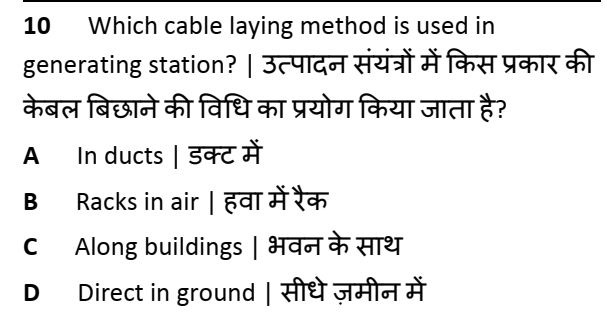 10 Which cable laying method is used in
generating station? | उत्पादन संयंत्रों में किस प्रकार की
केबल बिछाने की विधि का प्रयोग किया जाता है?
A In ducts | डक्ट में
B Racks in air | हवा में रैक
C Along buildings | भवन के साथ
D Direct in ground | सीधे ज़मीन में